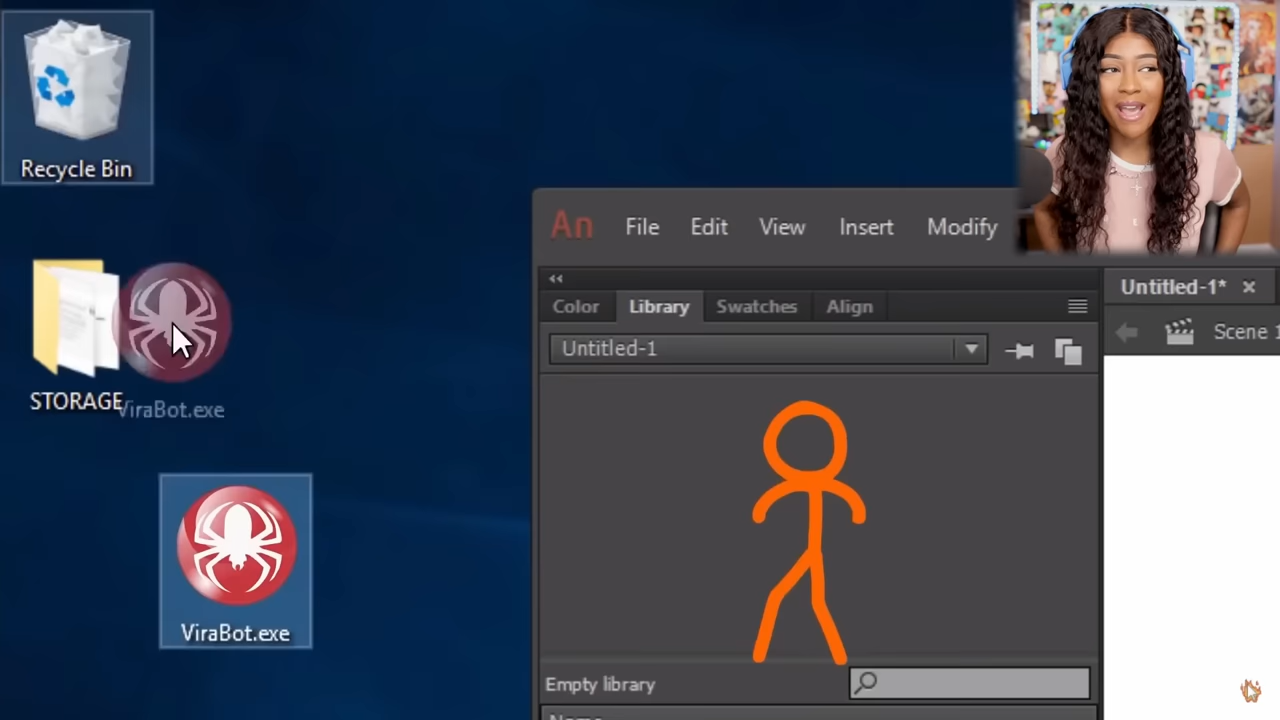 Recycle Bin
STORAGE
ViraBot.exe
ViraBot.exe
An File Edit View Insert Modify
Color Library Swatches Align
Untitled-1
Untitled-1*
Scene 1
Empty library
Name